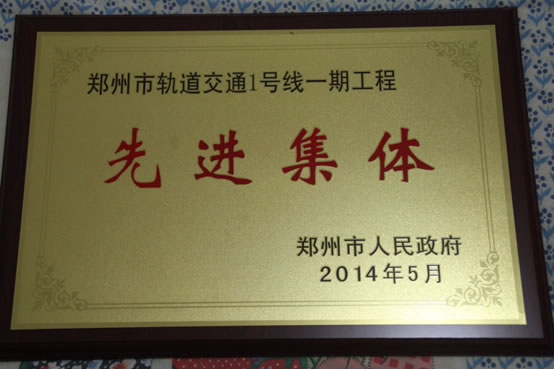 郑州市轨道交通1号线一期工程
先进集体
郑州市人民政府
2014年5月